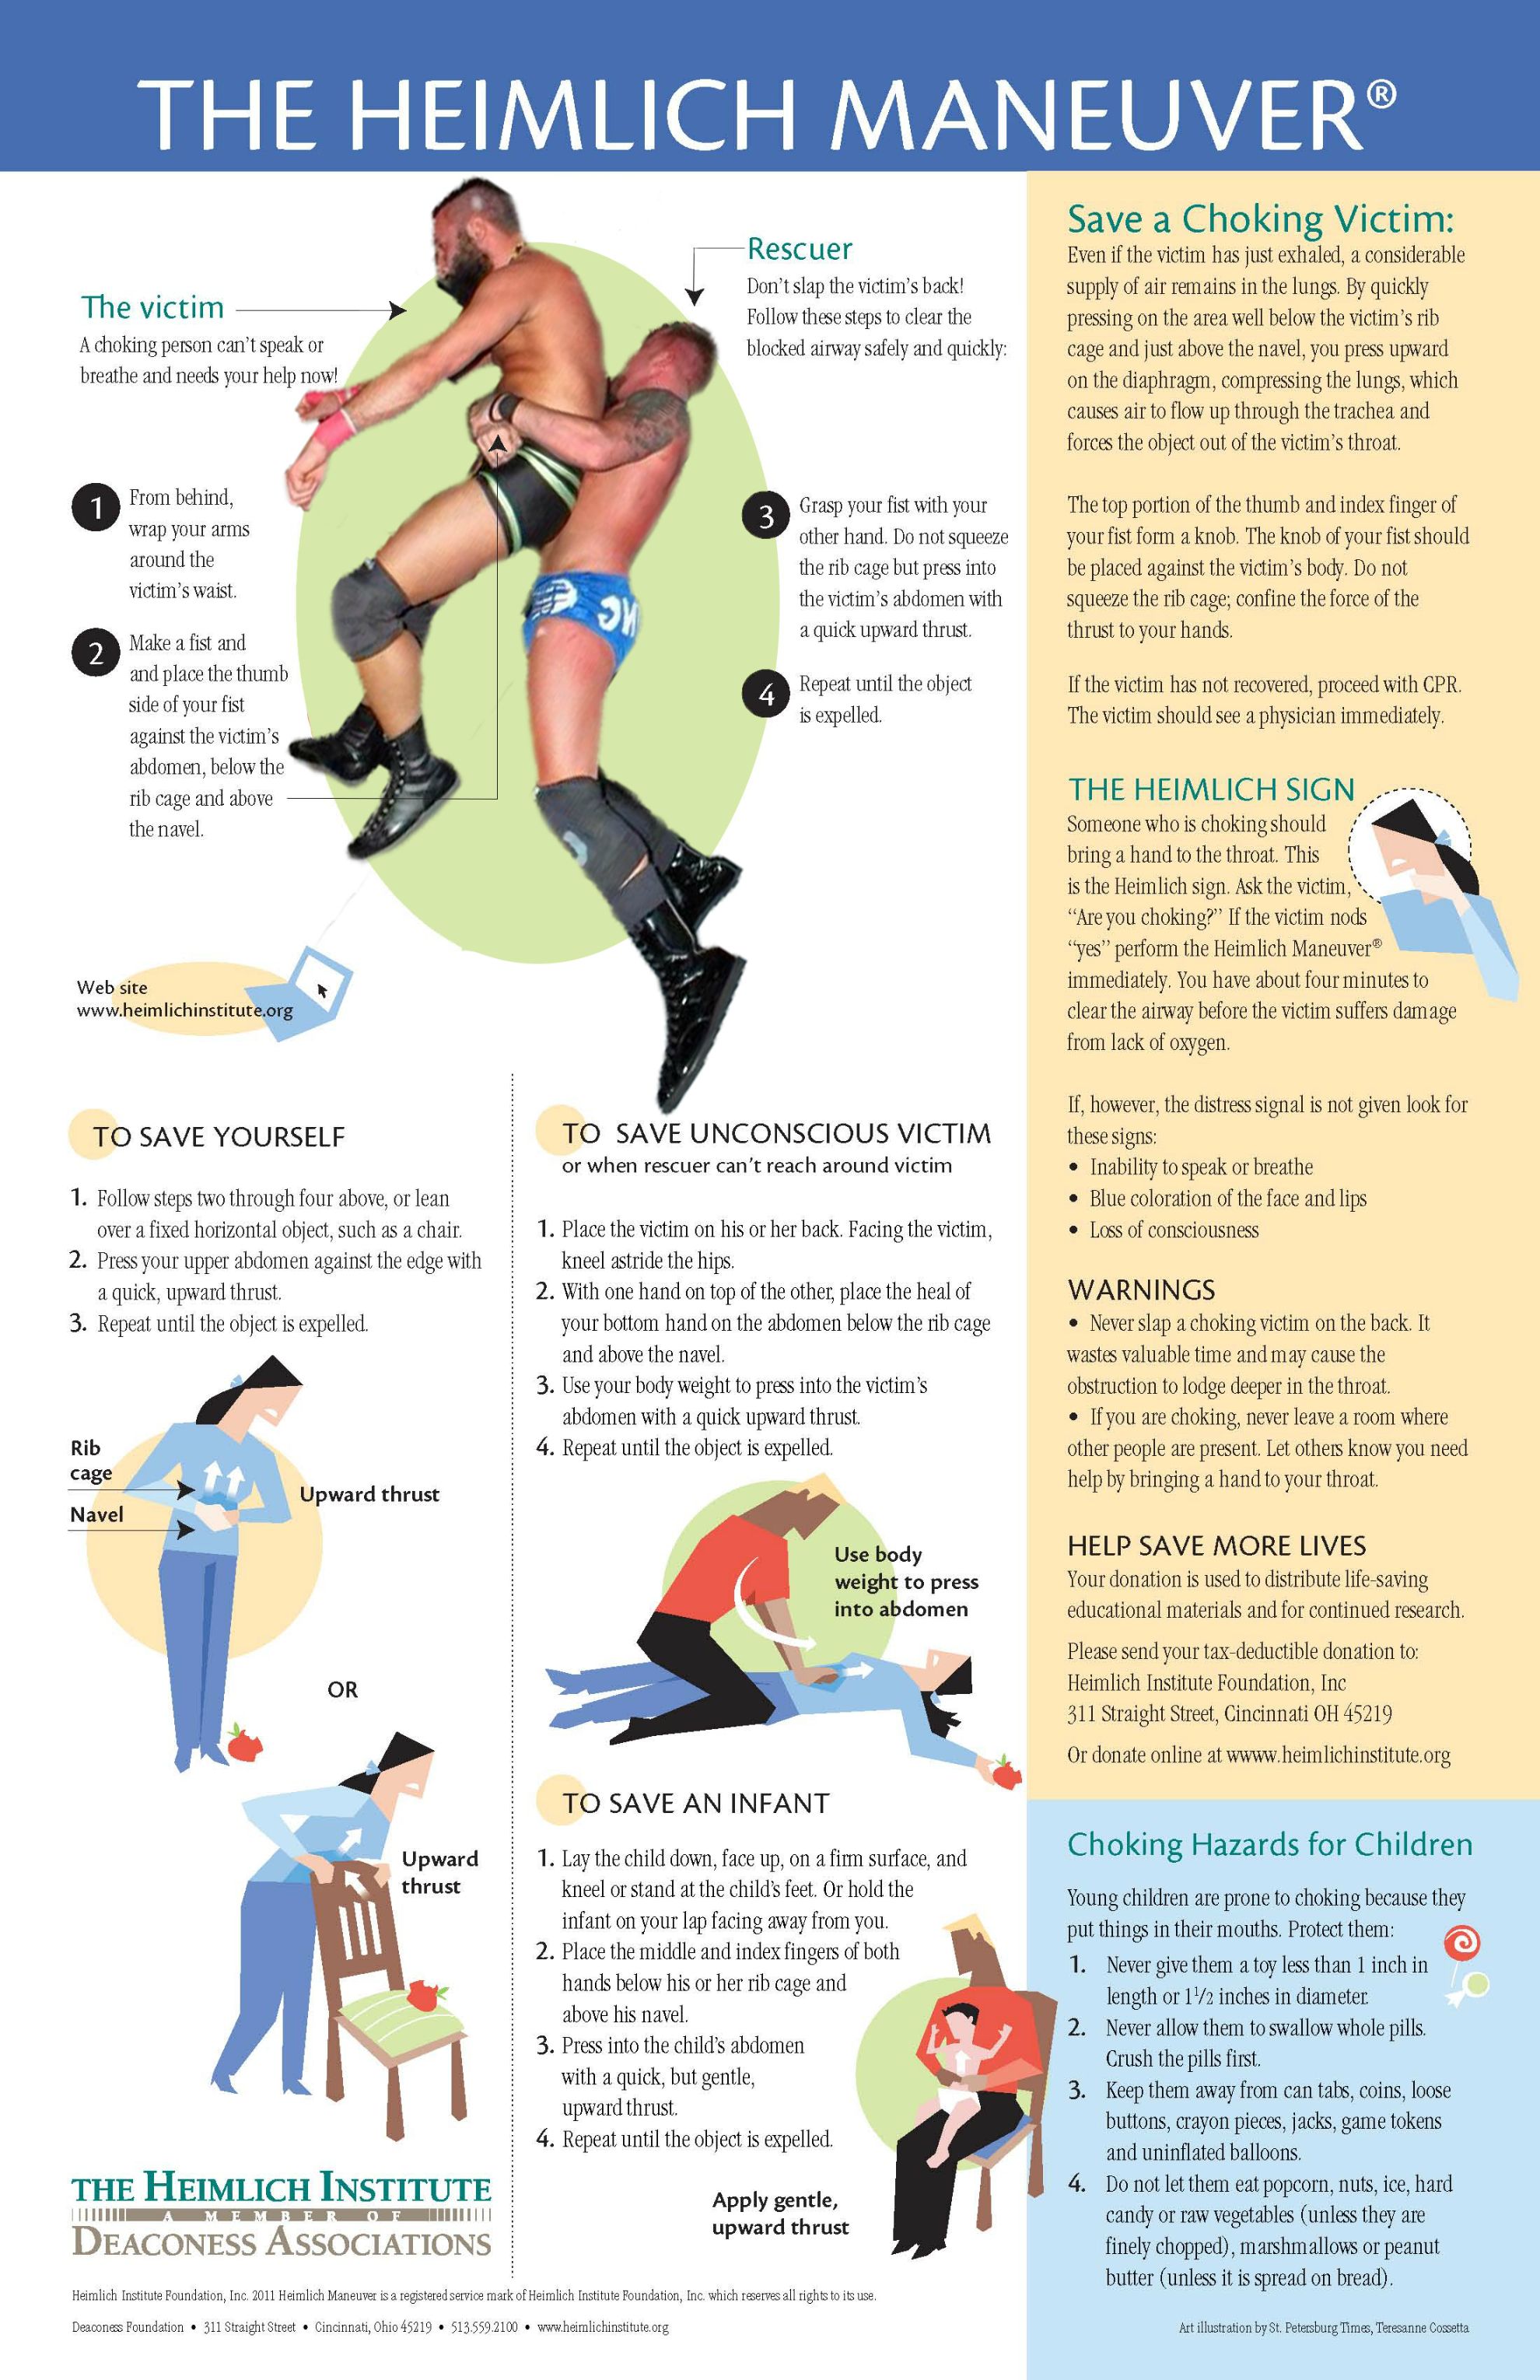 THE HEIMLICH MANEUVER®
The victim
A choking person can't speak or
breathe and needs your help now!
Rescuer
Don't slap the victim's back!
Follow these steps to clear the
blocked airway safely and quickly:
1 From behind,
wrap your arms
around the
victim's waist.
2 Make a fist and
and place the thumb
side of your fist
against the victim's
abdomen, below the
rib cage and above
the navel.
3 Grasp your fist with your
other hand. Do not squeeze
the rib cage but press into
the victim's abdomen with
a quick upward thrust.
4 Repeat until the object
is expelled.
Web site
www.heimlichinstitute.org
TO SAVE YOURSELF
1. Follow steps two through four above, or lean
over a fixed horizontal object, such as a chair.
2. Press your upper abdomen against the edge with
a quick, upward thrust.
3. Repeat until the object is expelled.
Rib
cage
Navel
Upward thrust
OR
Upward
thrust
THE HEIMLICH INSTITUTE
A MEMBER OF
DEACONESS ASSOCIATIONS
TO SAVE UNCONSCIOUS VICTIM
or when rescuer can't reach around victim
1. Place the victim on his or her back. Facing the victim,
kneel astride the hips.
2. With one hand on top of the other, place the heal of
your bottom hand on the abdomen below the rib cage
and above the navel.
3. Use your body weight to press into the victim's
abdomen with a quick upward thrust.
4. Repeat until the object is expelled.
Use body
weight to press
into abdomen
TO SAVE AN INFANT
1. Lay the child down, face up, on a firm surface, and
kneel or stand at the child's feet. Or hold the
infant on your lap facing away from you.
2. Place the middle and index fingers of both
hands below his or her rib cage and
above his navel.
3. Press into the child's abdomen
with a quick, but gentle,
upward thrust.
4. Repeat until the object is expelled.
Apply gentle,
upward thrust
Save a Choking Victim:
Even if the victim has just exhaled, a considerable
supply of air remains in the lungs. By quickly
pressing on the area well below the victim's rib
cage and just above the navel, you press upward
on the diaphragm, compressing the lungs, which
causes air to flow up through the trachea and
forces the object out of the victim's throat.
The top portion of the thumb and index finger of
your fist form a knob. The knob of your fist should
be placed against the victim's body. Do not
squeeze the rib cage; confine the force of the
thrust to your hands.
If the victim has not recovered, proceed with CPR.
The victim should see a physician immediately.
THE HEIMLICH SIGN
Someone who is choking should
bring a hand to the throat. This
is the Heimlich sign. Ask the victim,
“Are you choking?” If the victim nods
“yes” perform the Heimlich Maneuver®
immediately. You have about four minutes to
clear the airway before the victim suffers damage
from lack of oxygen.
If, however, the distress signal is not given look for
these signs:
• Inability to speak or breathe
• Blue coloration of the face and lips
• Loss of consciousness
WARNINGS
• Never slap a choking victim on the back. It
wastes valuable time and may cause the
obstruction to lodge deeper in the throat.
• If you are choking, never leave a room where
other people are present. Let others know you need
help by bringing a hand to your throat.
HELP SAVE MORE LIVES
Your donation is used to distribute life-saving
educational materials and for continued research.
Please send your tax-deductible donation to:
Heimlich Institute Foundation, Inc
311 Straight Street, Cincinnati OH 45219
Or donate online at wwww.heimlichinstitute.org
Choking Hazards for Children
Young children are prone to choking because they
put things in their mouths. Protect them:
1. Never give them a toy less than 1 inch in
length or 1 1/2 inches in diameter.
2. Never allow them to swallow whole pills.
Crush the pills first.
3. Keep them away from can tabs, coins, loose
buttons, crayon pieces, jacks, game tokens
and uninflated balloons.
4. Do not let them eat popcorn, nuts, ice, hard
candy or raw vegetables (unless they are
finely chopped), marshmallows or peanut
butter (unless it is spread on bread).
Heimlich Institute Foundation, Inc. 2011 Heimlich Maneuver is a registered service mark of Heimlich Institute Foundation, Inc. which reserves all rights to its use.
Deaconess Foundation • 311 Straight Street • Cincinnati, Ohio 45219 • 513.559.2100 • www.heimlichinstitute.org
Art illustration by St. Petersburg Times, Teresanne Cossetta